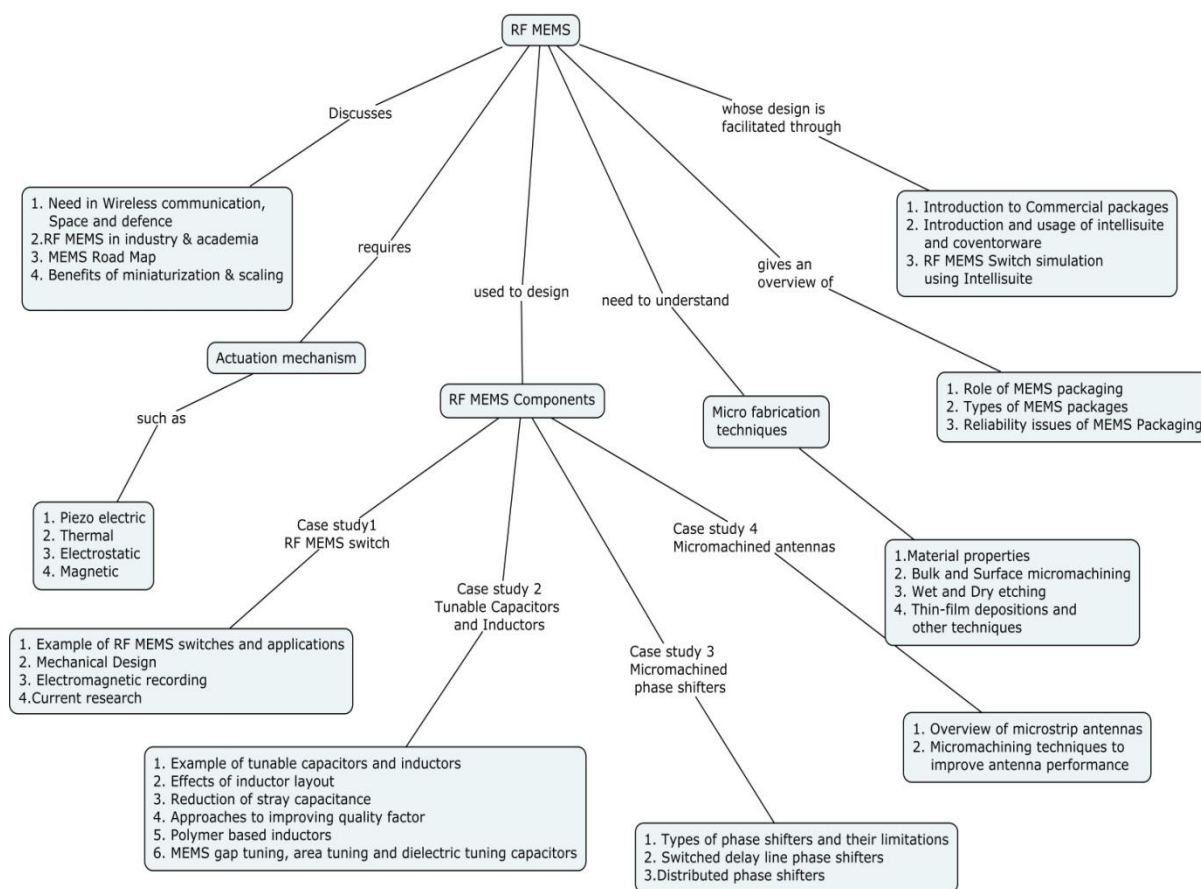 RF MEMS
Discusses
whose design is
facilitated through
1. Need in Wireless communication,
Space and defence
2.RF MEMS in industry & academia
3. MEMS Road Map
4. Benefits of miniaturization & scaling
1. Introduction to Commercial packages
2. Introduction and usage of intellisuite
and coventorware
3. RF MEMS Switch simulation
using Intellisuite
requires
used to design
need to understand
gives an
overview of
Actuation mechanism
RF MEMS Components
Micro fabrication
techniques
1. Role of MEMS packaging
2. Types of MEMS packages
3. Reliability issues of MEMS Packaging
such as
1. Piezo electric
2. Thermal
3. Electrostatic
4. Magnetic
Case study1
RF MEMS switch
Case study 2
Tunable Capacitors
and Inductors
Case study 3
Micromachined
phase shifters
Case study 4
Micromachined antennas
1.Material properties
2. Bulk and Surface micromachining
3. Wet and Dry etching
4. Thin-film depositions and
other techniques
1. Example of RF MEMS switches and applications
2. Mechanical Design
3. Electromagnetic recording
4.Current research
1. Overview of microstrip antennas
2. Micromachining techniques to
improve antenna performance
1. Example of tunable capacitors and inductors
2. Effects of inductor layout
3. Reduction of stray capacitance
4. Approaches to improving quality factor
5. Polymer based inductors
6. MEMS gap tuning, area tuning and dielectric tuning capacitors
1. Types of phase shifters and their limitations
2. Switched delay line phase shifters
3.Distributed phase shifters